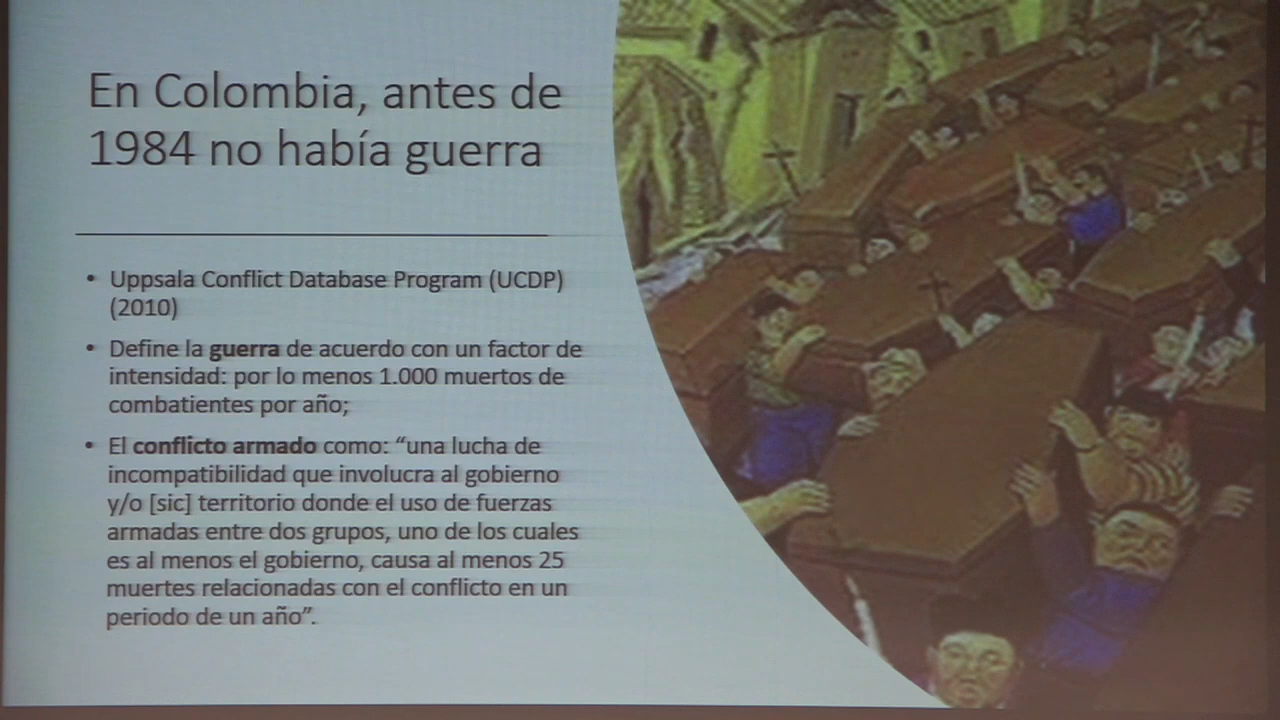 En Colombia, antes de
1984 no había guerra
• Uppsala Conflict Database Program (UCDP)
(2010)
• Define la guerra de acuerdo con un factor de
intensidad: por lo menos 1.000 muertos de
combatientes por año;
• El conflicto armado como: “una lucha de
incompatibilidad que involucra al gobierno
y/o [sic] territorio donde el uso de fuerzas
armadas entre dos grupos, uno de los cuales
es al menos el gobierno, causa al menos 25
muertes relacionadas con el conflicto en un
periodo de un año”.